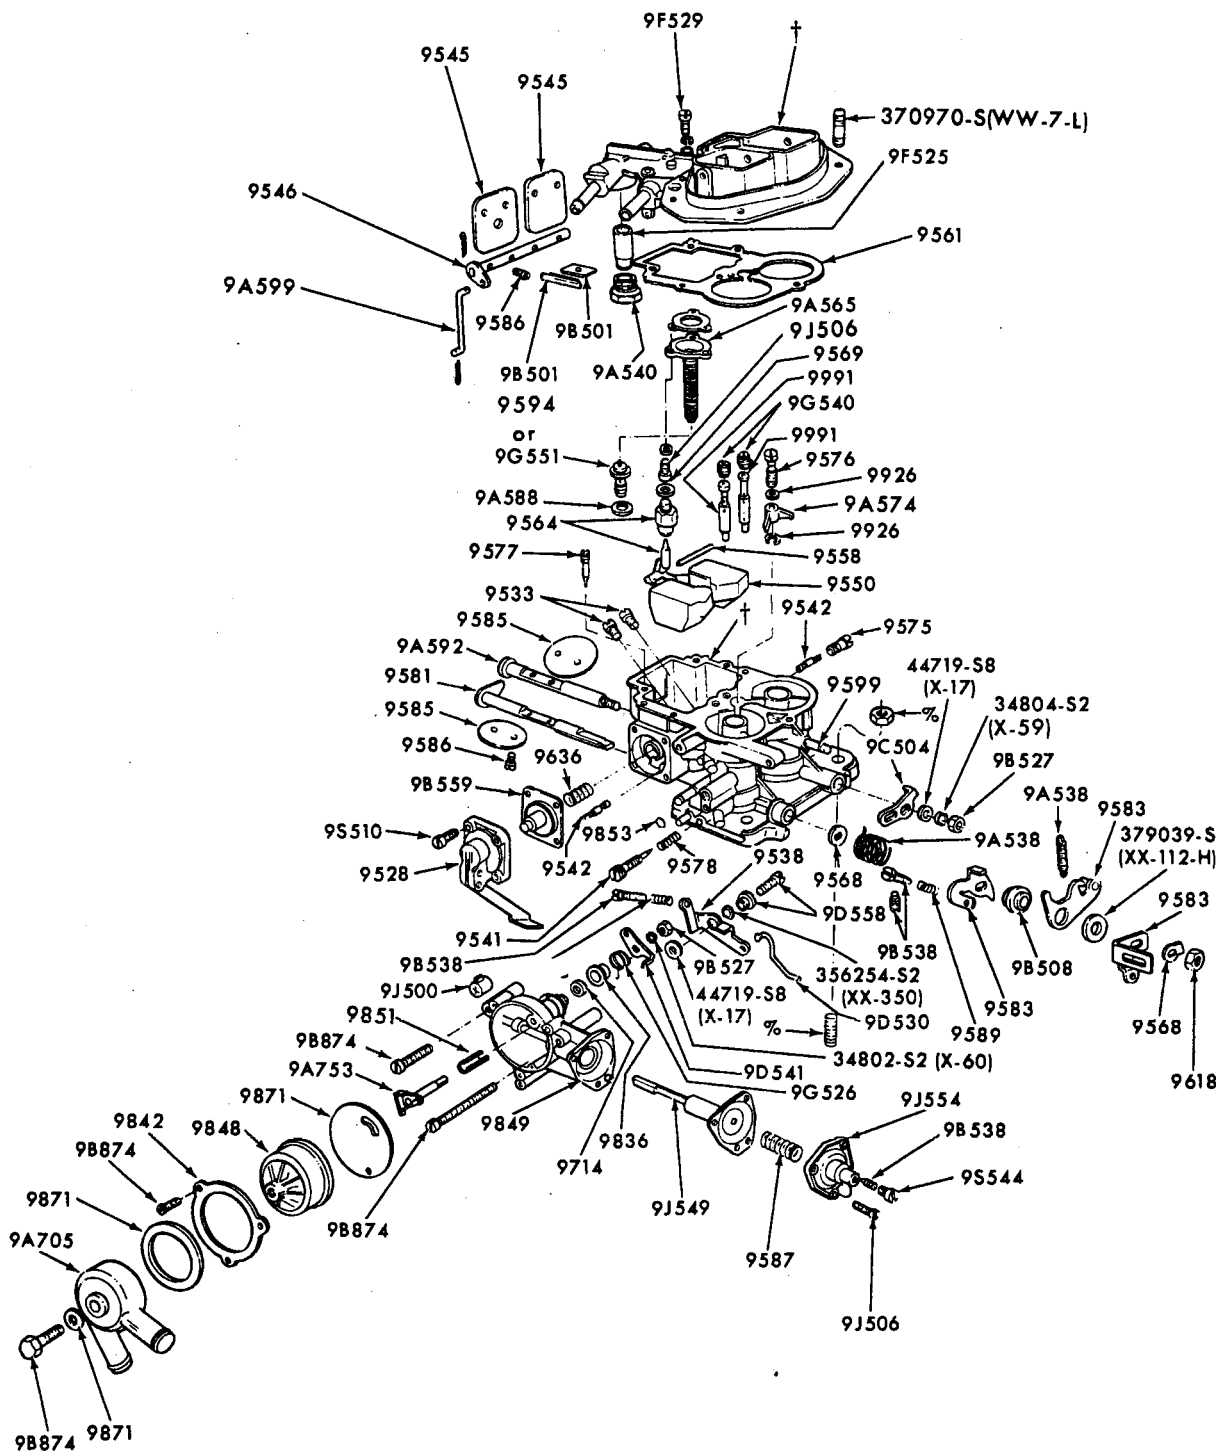 9F529
†
9545
9545
370970-S(WW-7-L)
9F525
9546
9561
9A599
9A565
9586
9B501
9J506
9B501
9A540
9569
9594
9991
or
9G540
9G551
9991
9576
9A588
9926
9A574
9564
9926
9577
9558
9550
9533
†
9542
9585
9575
9A592
44719-S8
(X-17)
9581
9599
34804-S2
(X-59)
9585
%
9C504
9586
9636
9B527
9B559
9A538
9583
9S510
9853
9A538
379039-S
(XX-112-H)
9542
9578
9538
9528
9568
9583
9D558
9541
9B538
9B508
9B538
9B527
356254-S2
(XX-350)
9583
9J500
44719-S8
(X-17)
9568
9851
9D530
9589
9B874
%
34802-S2 (X-60)
9A753
9D541
9618
9871
9G526
9842
9849
9836
9J554
9848
9B538
9B874
9714
9S544
9871
9B874
9J549
9A705
9587
9J506
9B874
9871